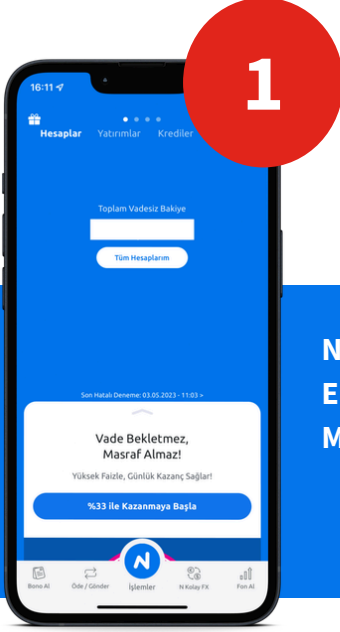 1
16:11
Hesaplar Yatırımlar Krediler
Toplam Vadesiz Bakiye
Tüm Hesaplarım
Son Hatalı Deneme: 03.05.2023 - 11:03 >
Vade Bekletmez,
Masraf Almaz!
Yüksek Faizle, Günlük Kazanç Sağlar!
%33 ile Kazanmaya Başla
N
Bono Al Öde / Gönder İşlemler N Kolay FX Fon Al
N
E
M